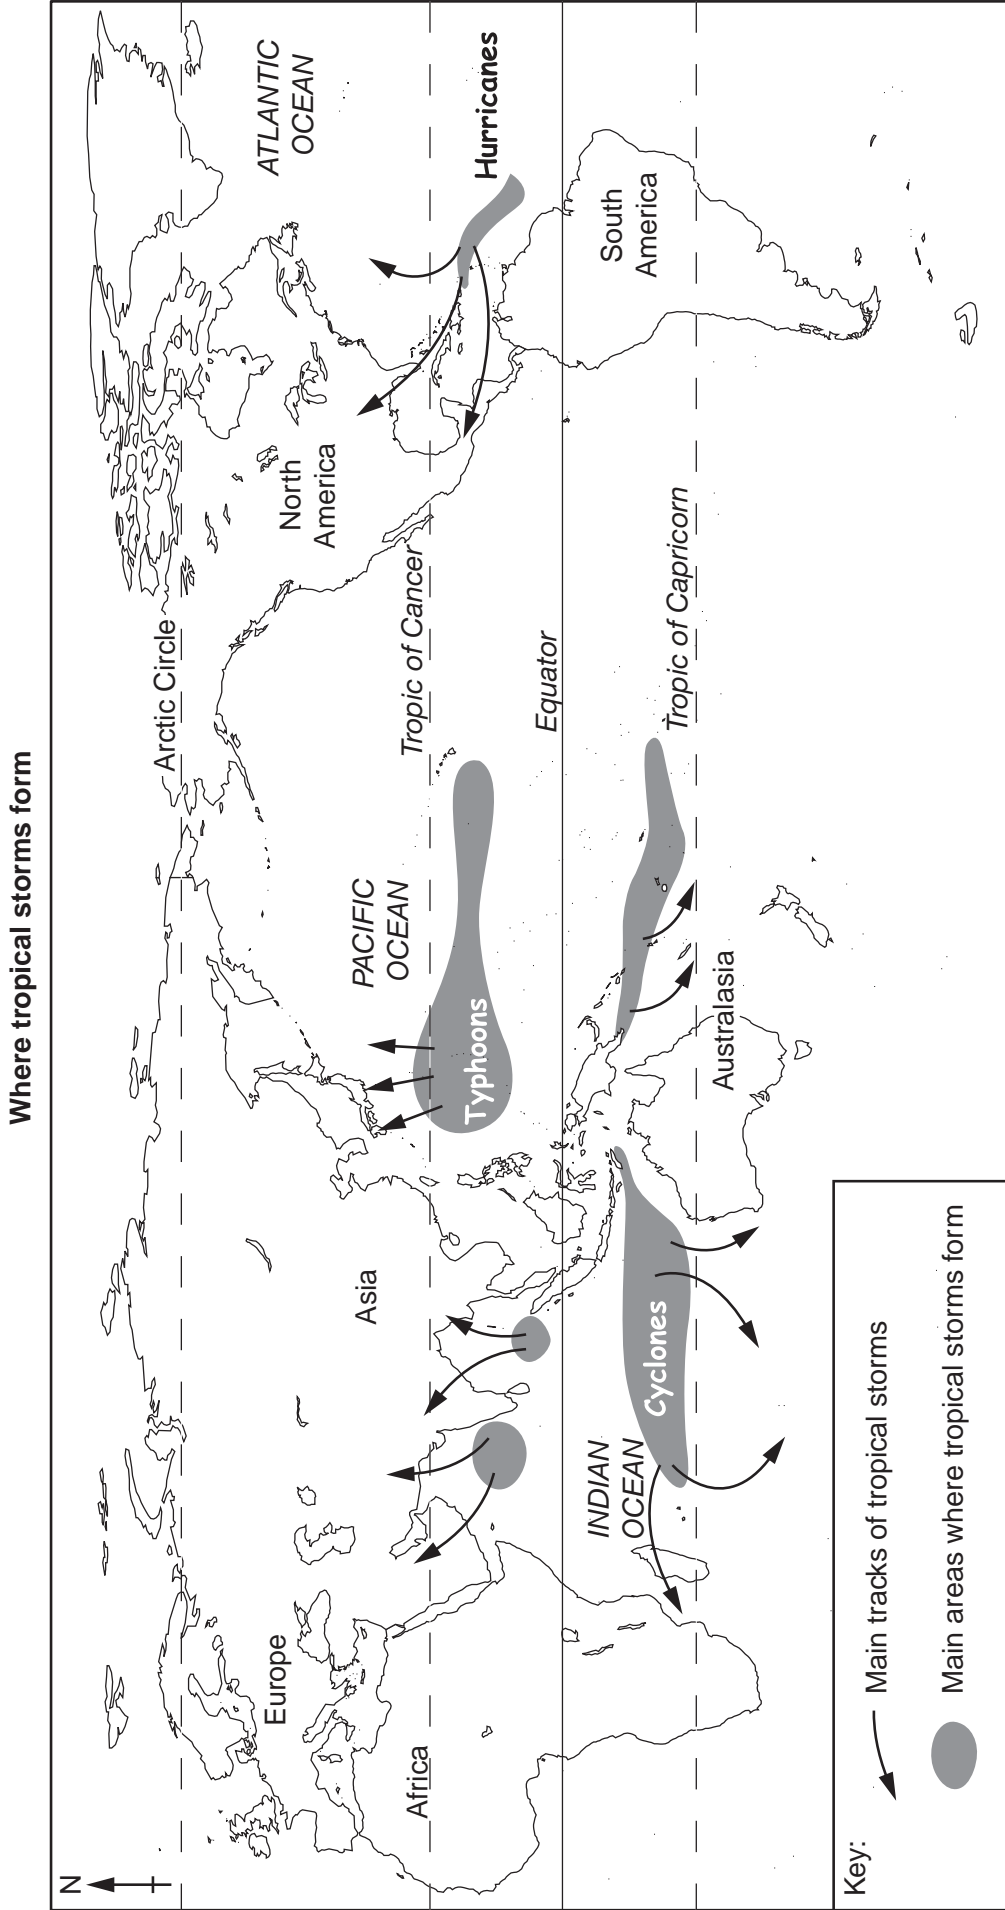 Where tropical storms form
N
Arctic Circle
Europe
Asia
North
America
ATLANTIC
OCEAN
PACIFIC
OCEAN
Africa
Tropic of Cancer
Typhoons
Hurricanes
Equator
INDIAN
OCEAN
Cyclones
South
America
Tropic of Capricorn
Australasia
Key:
Main tracks of tropical storms
Main areas where tropical storms form